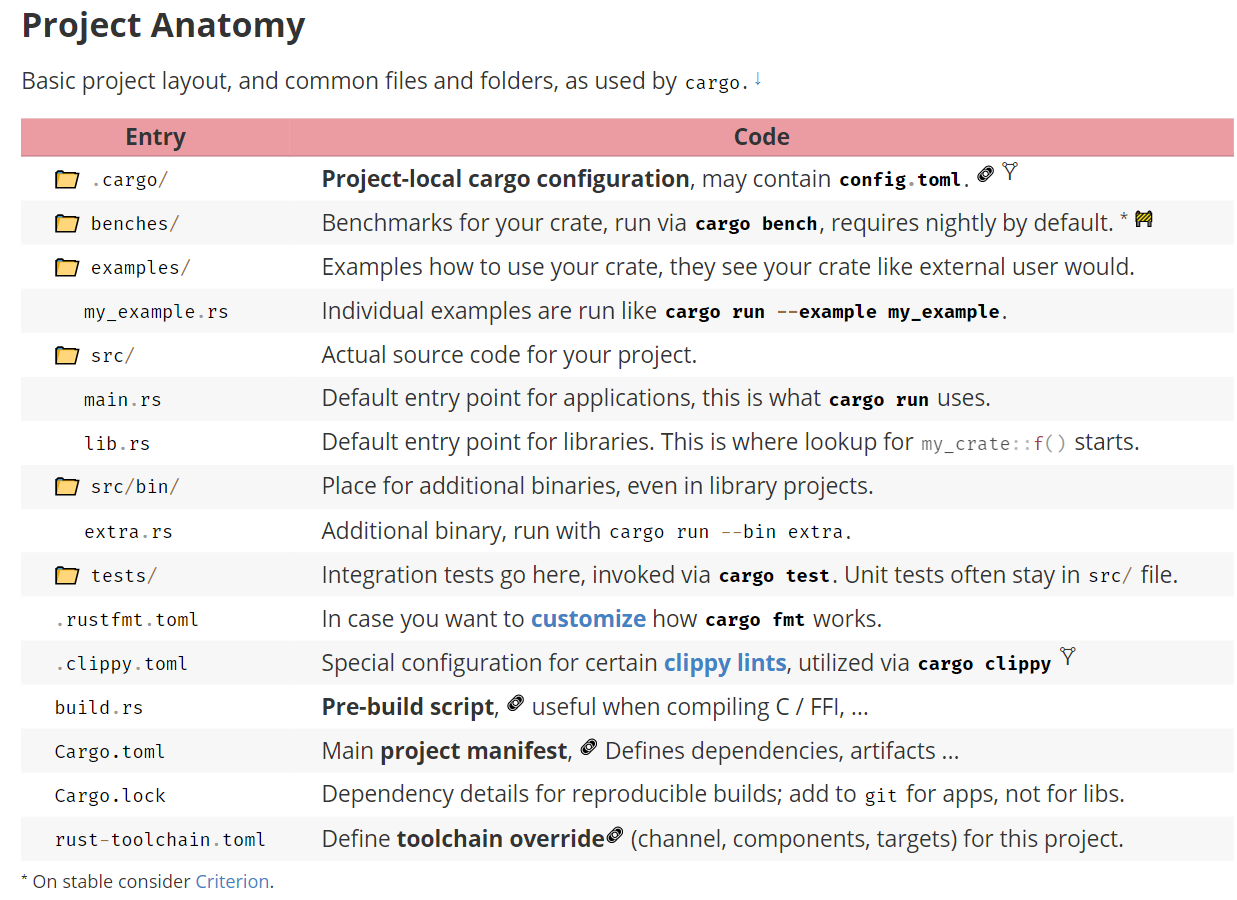 Project Anatomy
Basic project layout, and common files and folders, as used by cargo. ↓
Entry Code
.cargo/ Project-local cargo configuration, may contain config.toml.
benches/ Benchmarks for your crate, run via cargo bench, requires nightly by default. *
examples/ Examples how to use your crate, they see your crate like external user would.
my_example.rs Individual examples are run like cargo run --example my_example.
src/ Actual source code for your project.
main.rs Default entry point for applications, this is what cargo run uses.
lib.rs Default entry point for libraries. This is where lookup for my_crate::f() starts.
src/bin/ Place for additional binaries, even in library projects.
extra.rs Additional binary, run with cargo run --bin extra.
tests/ Integration tests go here, invoked via cargo test. Unit tests often stay in src/ file.
.rustfmt.toml In case you want to customize how cargo fmt works.
.clippy.toml Special configuration for certain clippy lints, utilized via cargo clippy
build.rs Pre-build script, useful when compiling C / FFI, ...
Cargo.toml Main project manifest, Defines dependencies, artifacts ...
Cargo.lock Dependency details for reproducible builds; add to git for apps, not for libs.
rust-toolchain.toml Define toolchain override (channel, components, targets) for this project.
* On stable consider Criterion.